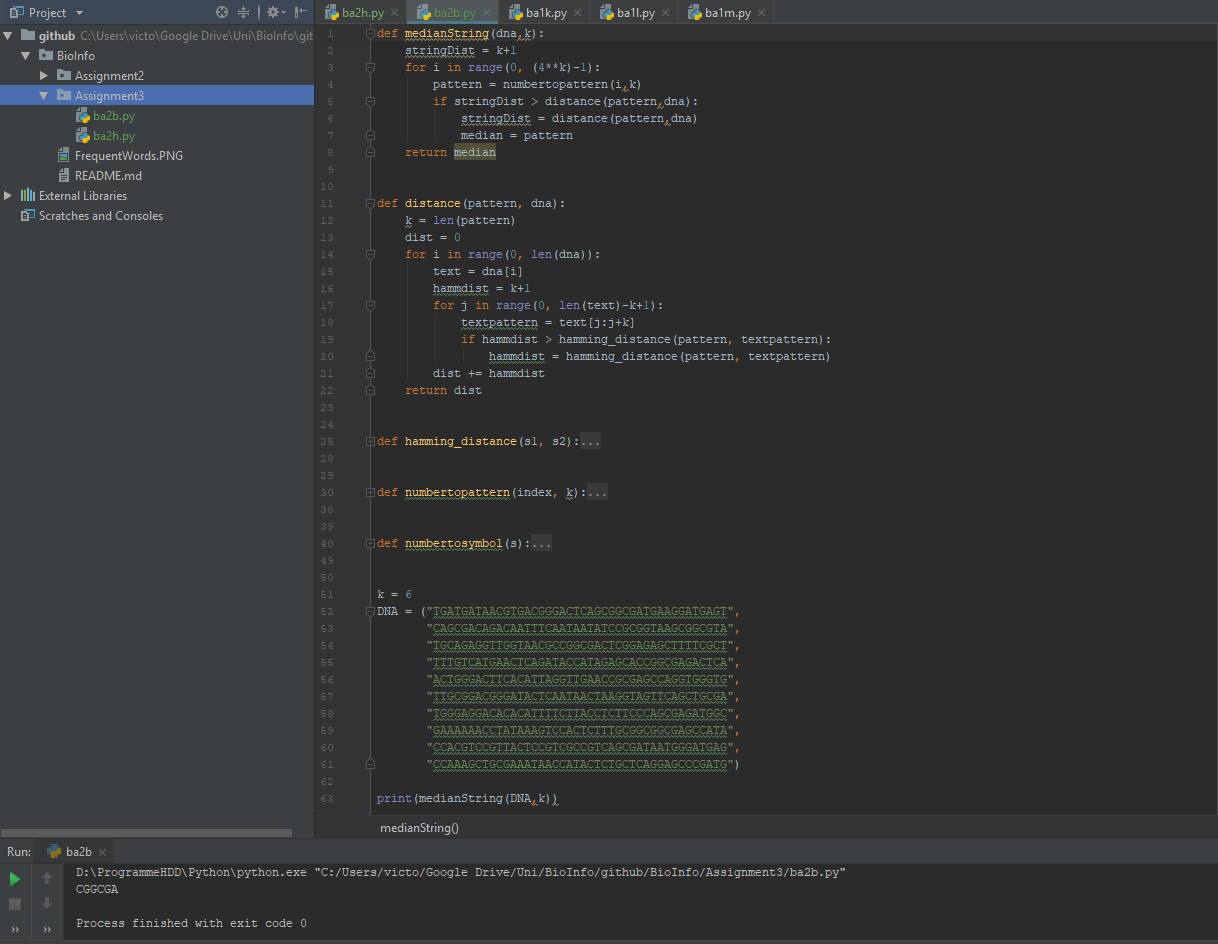 Project
github C:\Users\victo\Google Drive\Uni\BioInfo\git
BioInfo
Assignment2
Assignment3
ba2b.py
ba2h.py
FrequentWords.PNG
README.md
External Libraries
Scratches and Consoles
ba2h.py ba2b.py ba1k.py ba1l.py ba1m.py
1 def medianString(dna,k):
2 stringDist = k+1
3 for i in range(0, (4**k)-1):
4 pattern = numbertopattern(i,k)
5 if stringDist > distance(pattern,dna):
6 stringDist = distance(pattern,dna)
7 median = pattern
8 return median
9
10
11 def distance(pattern, dna):
12 k = len(pattern)
13 dist = 0
14 for i in range(0, len(dna)):
15 text = dna[i]
16 hammdist = k+1
17 for j in range(0, len(text)-k+1):
18 textpattern = text[j:j+k]
19 if hammdist > hamming_distance(pattern, textpattern):
20 hammdist = hamming_distance(pattern, textpattern)
21 dist += hammdist
22 return dist
23
24
25 def hamming_distance(s1, s2):...
28
29
30 def numbertopattern(index, k):...
38
39
40 def numbertosymbol(s):...
49
50
51 k = 6
52 DNA = ("TGATGATAACGTGACGGGACTCAGCGGCGATGAAGGATGAGT",
53 "CAGCGACAGACAATTTCAATAATATCCGCGGTAAGCGGCGTA",
54 "TGCAGAGGTTGGTAACGCCGGCGACTCGGAGAGCTTTTCGCT",
55 "TTTGTCATGAACTCAGATACCATAGAGCACCGGCGAGACTCA",
56 "ACTGGGACTTCACATTAGGTTGAACCGCGAGCCAGGTGGGTG",
57 "TTGCGGACGGGATACTCAATAACTAAGGTAGTTCAGCTGCGA",
58 "TGGGAGGACACACATTTTCTTACCTCTTCCCAGCGAGATGGC",
59 "GAAAAAACCTATAAAGTCCACTCTTTGCGGCGGCGAGCCATA",
60 "CCACGTCCGTTACTCCGTCGCCGTCAGCGATAATGGGATGAG",
61 "CCAAAGCTGCGAAATAACCATACTCTGCTCAGGAGCCCGATG")
62
63 print(medianString(DNA,k))
medianString()
Run: ba2b
D:\ProgrammeHDD\Python\python.exe "C:/Users/victo/Google Drive/Uni/BioInfo/github/BioInfo/Assignment3/ba2b.py"
CGGCGA
Process finished with exit code 0